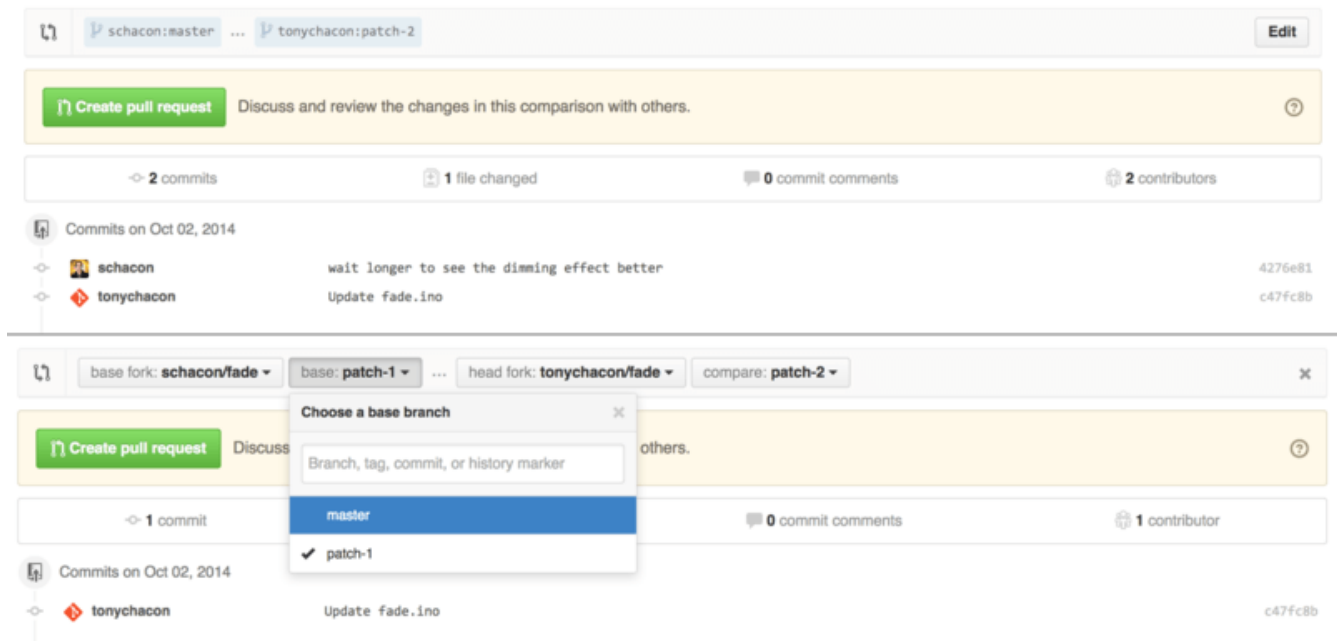 schacon:master ... tonychacon:patch-2 Edit
Create pull request Discuss and review the changes in this comparison with others.
2 commits 1 file changed 0 commit comments 2 contributors
Commits on Oct 02, 2014
schacon wait longer to see the dimming effect better 4276e81
tonychacon Update fade.ino c47fc8b
base fork: schacon/fade base: patch-1 ... head fork: tonychacon/fade compare: patch-2
Choose a base branch
Create pull request Discuss others.
Branch, tag, commit, or history marker
master
1 commit 0 commit comments 1 contributor
patch-1
Commits on Oct 02, 2014
tonychacon Update fade.ino c47fc8b